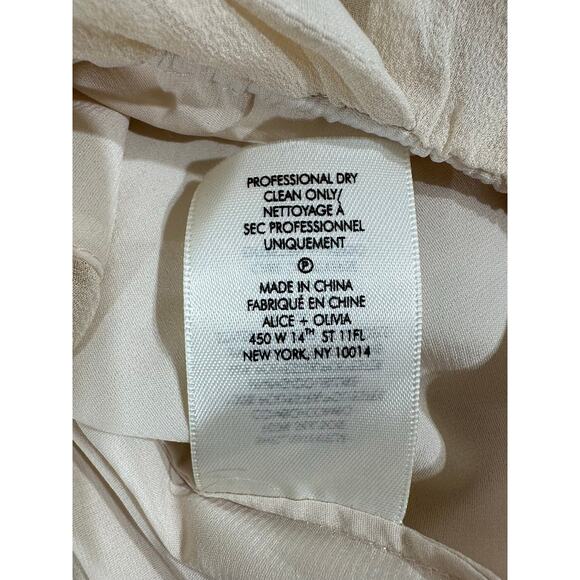 PROFESSIONAL DRY
CLEAN ONLY/
NETTOYAGE À
SEC PROFESSIONNEL
UNIQUEMENT
P
MADE IN CHINA
FABRIQUÉ EN CHINE
ALICE + OLIVIA
450 W 14TH ST 11FL
NEW YORK, NY 10014